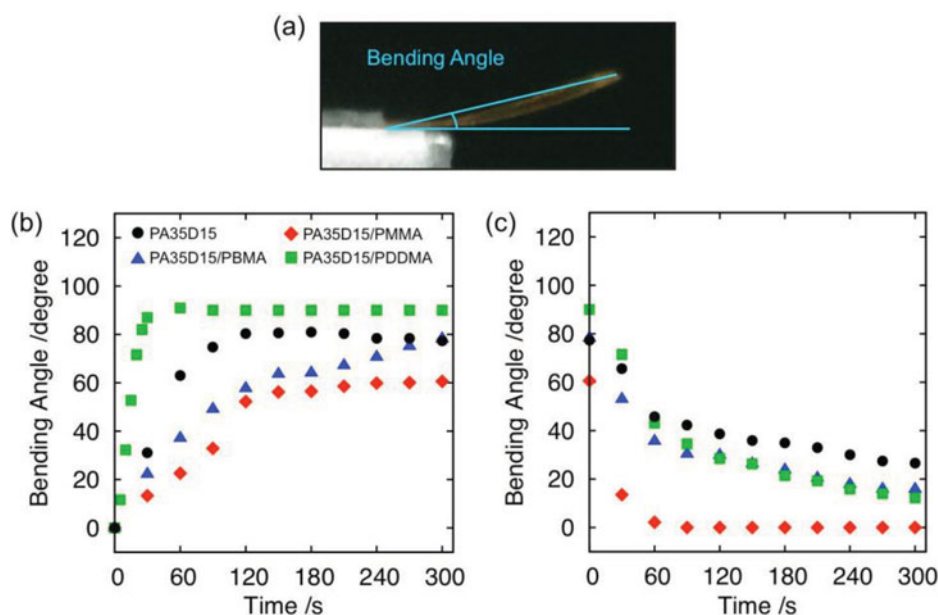 (a)
Bending Angle
(b)
120
100
80
60
40
20
0
Bending Angle /degree
PA35D15
PA35D15/PMMA
PA35D15/PBMA
PA35D15/PDDMA
0 60 120 180 240 300
Time /s
(c)
120
100
80
60
40
20
0
Bending Angle /degree
0 60 120 180 240 300
Time /s